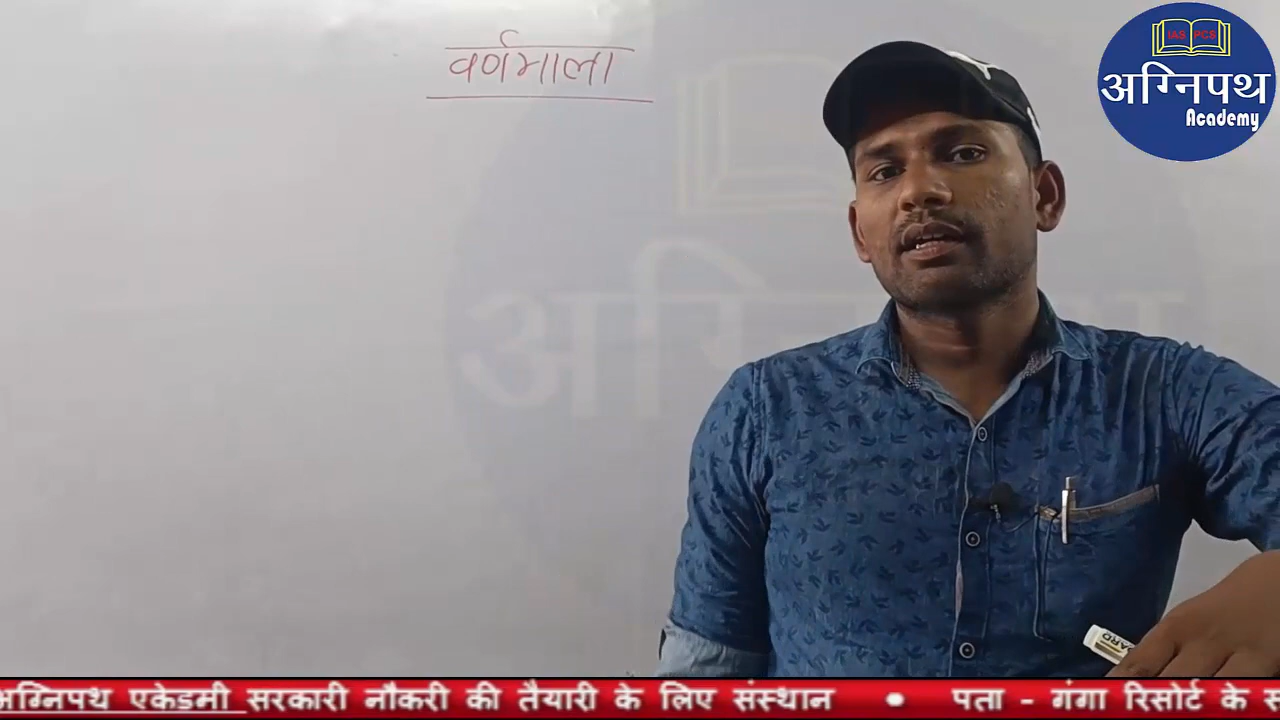 वर्णमाला
IAS PCS
अग्निपथ
Academy
अग्निपथ एकेडमी सरकारी नौकरी की तैयारी के लिए संस्थान • पता - गंगा रिसोर्ट के